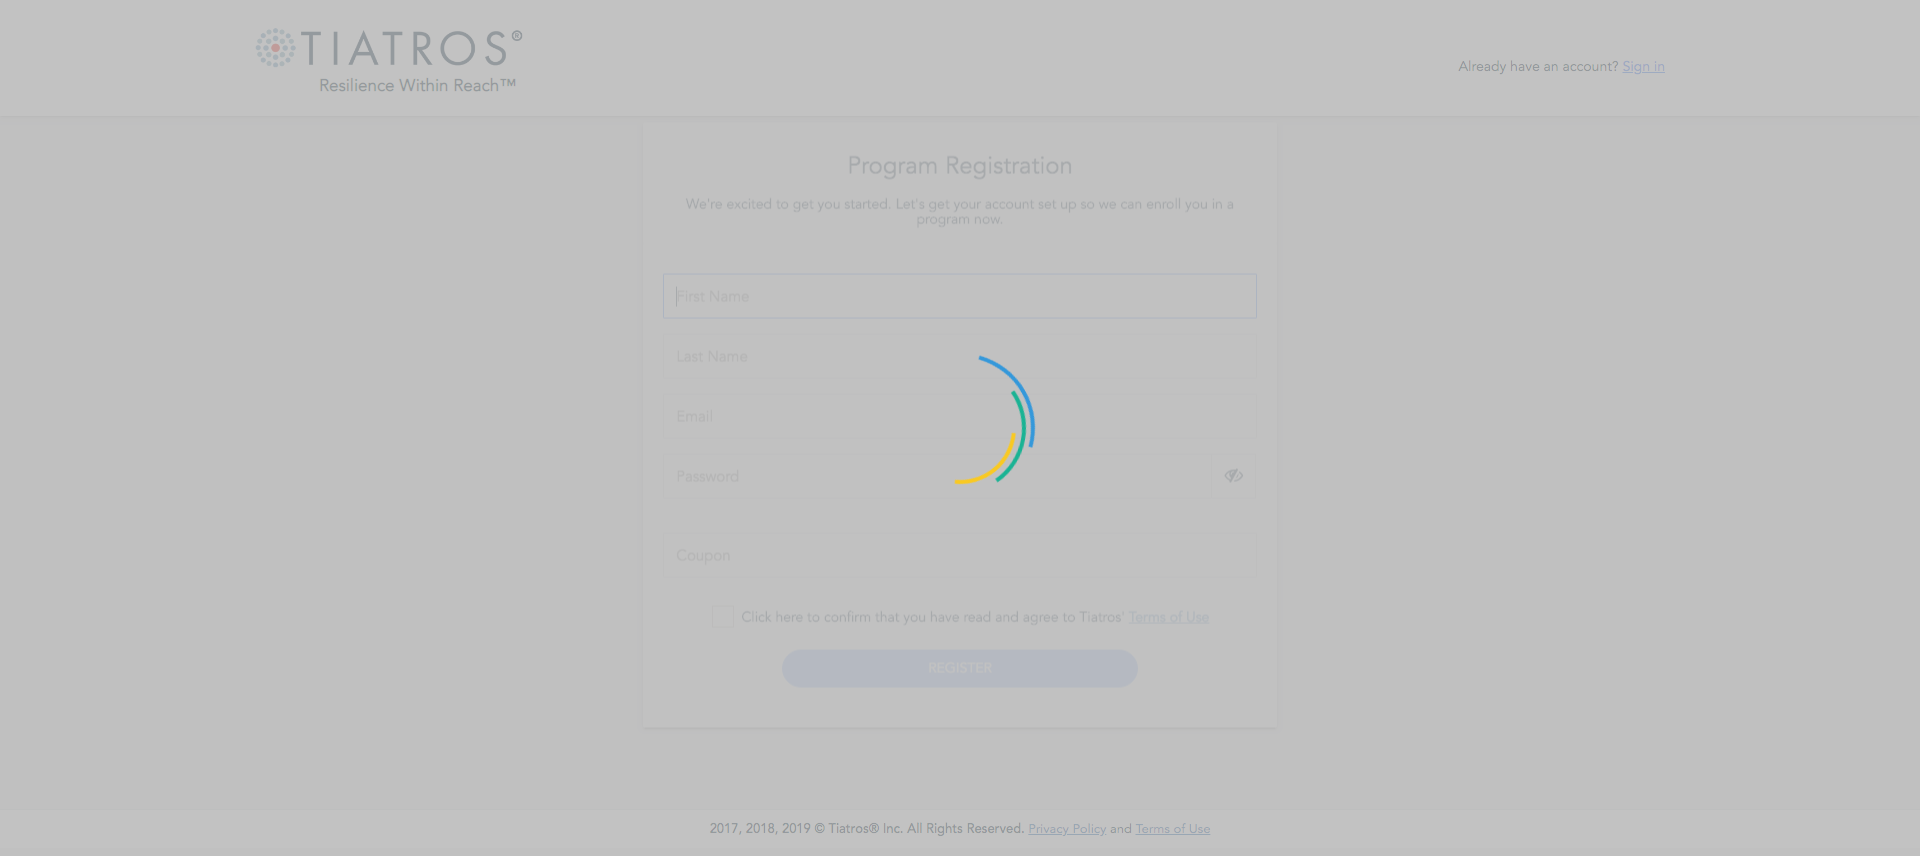 TIATROS®
Resilience Within Reach™
Already have an account? Sign in
Program Registration
We're excited to get you started. Let's get your account set up so we can enroll you in a
program now.
First Name
Last Name
Email
Password
Coupon
Click here to confirm that you have read and agree to Tiatros' Terms of Use
REGISTER
2017, 2018, 2019 © Tiatros® Inc. All Rights Reserved. Privacy Policy and Terms of Use